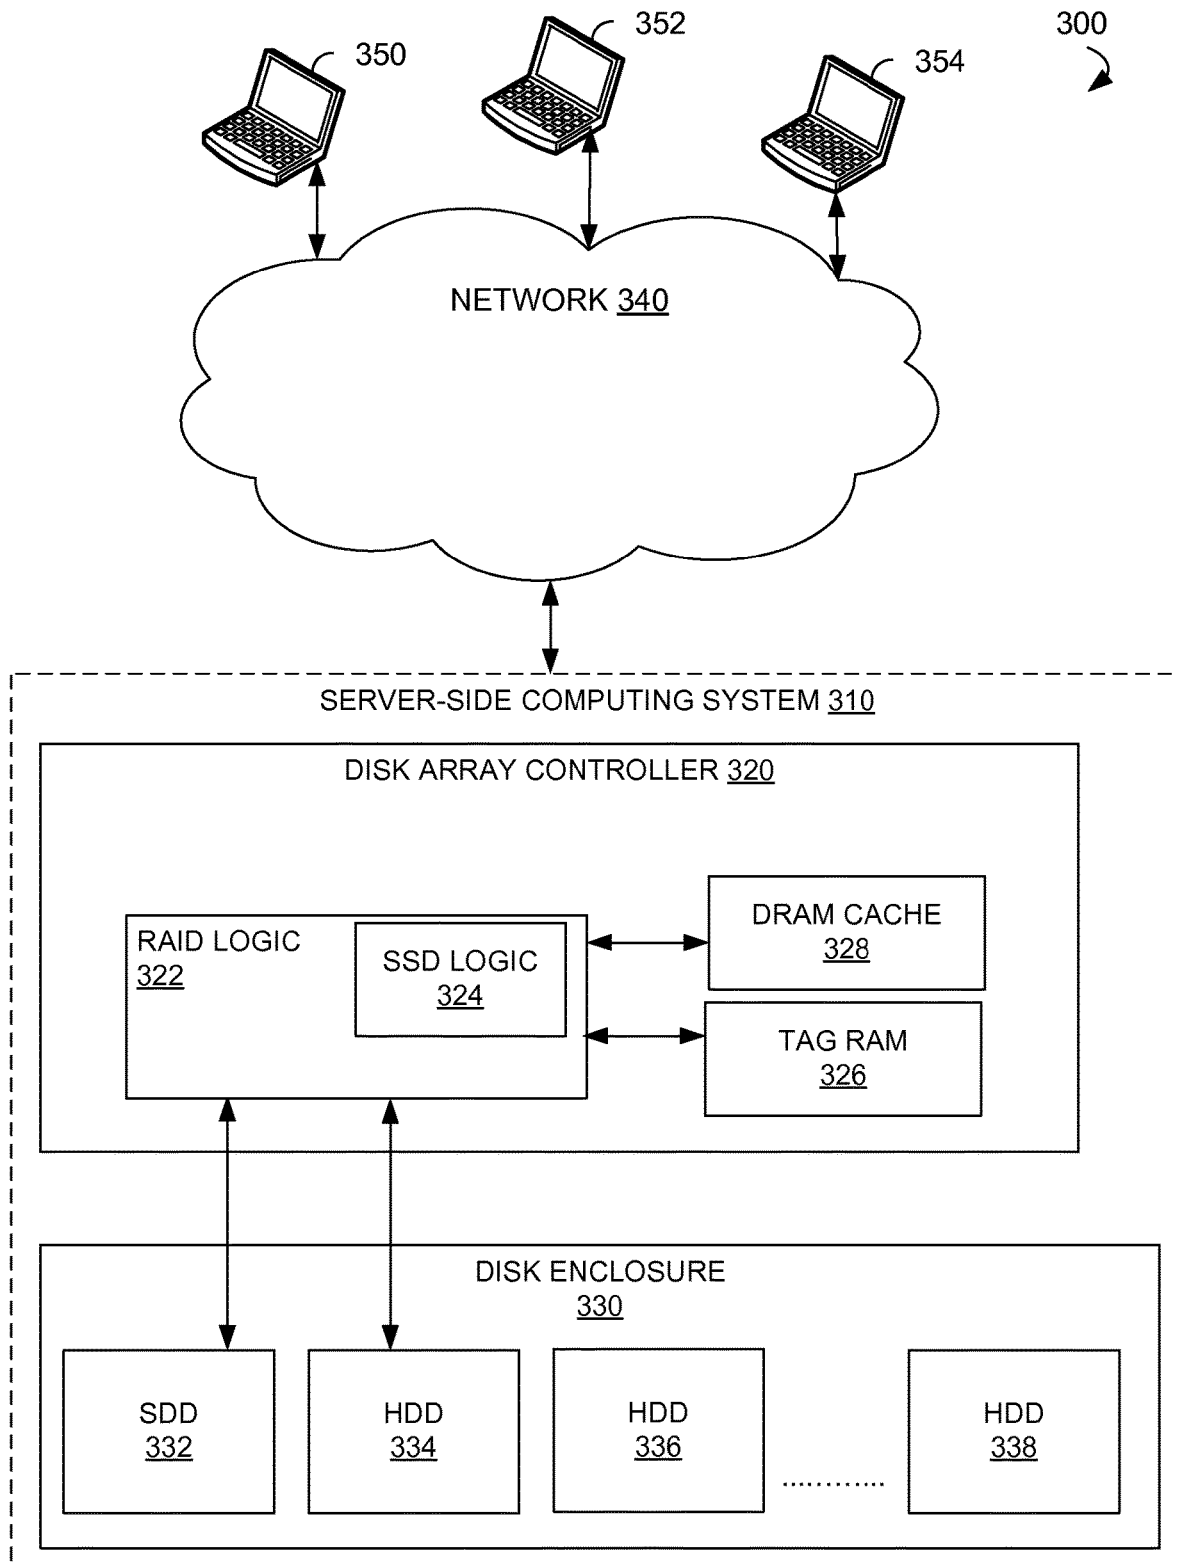 350
352
354
300
NETWORK 340
SERVER-SIDE COMPUTING SYSTEM 310
DISK ARRAY CONTROLLER 320
RAID LOGIC
322
SSD LOGIC
324
DRAM CACHE
328
TAG RAM
326
DISK ENCLOSURE
330
SDD
332
HDD
334
HDD
336
..............
HDD
338